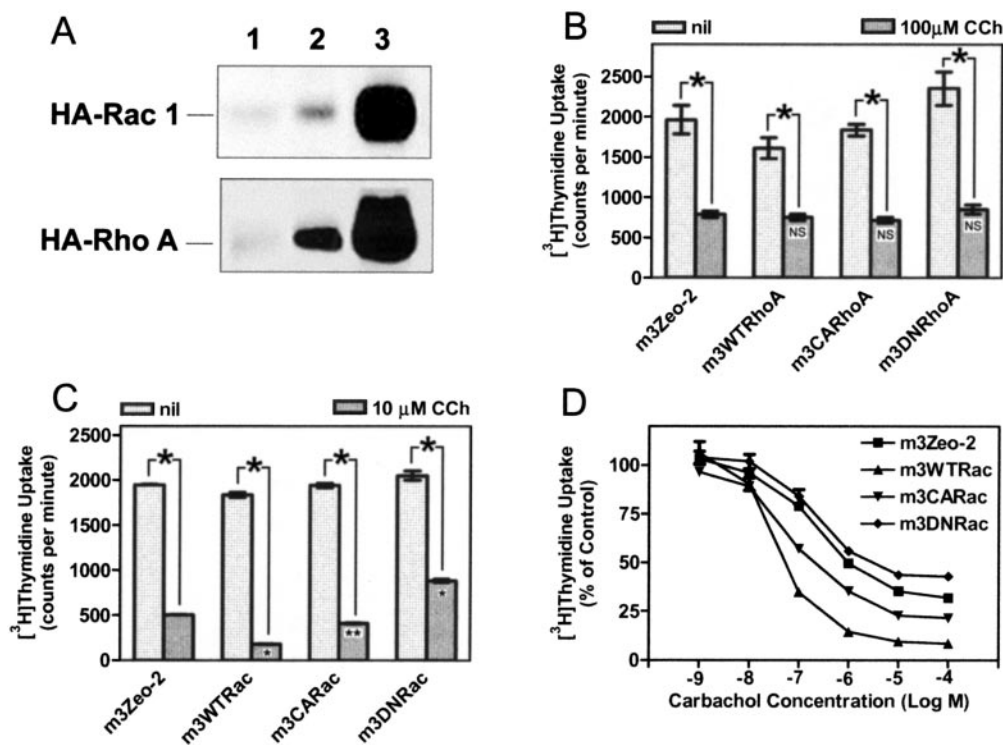 A
1 2 3
HA-Rac 1
HA-Rho A
B
nil
100μM CCh
[³H]Thymidine Uptake
(counts per minute)
2500
2000
1500
1000
500
0
*
*
*
*
NS
NS
NS
m3Zeo-2
m3WTRhoA
m3CARhoA
m3DNRhoA
C
nil
10 μM CCh
[³H]Thymidine Uptake
(counts per minute)
2500
2000
1500
1000
500
0
*
*
*
*
*
**
*
m3Zeo-2
m3WTRac
m3CARac
m3DNRac
D
[³H]Thymidine Uptake
(% of Control)
100
75
50
25
0
m3Zeo-2
m3WTRac
m3CARac
m3DNRac
-9 -8 -7 -6 -5 -4
Carbachol Concentration (Log M)